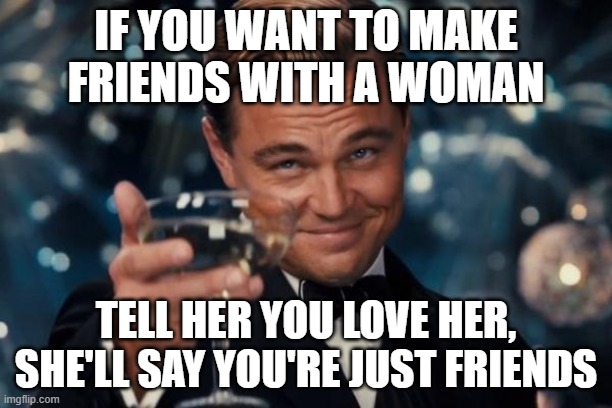 IF YOU WANT TO MAKE
FRIENDS WITH A WOMAN
TELL HER YOU LOVE HER,
SHE'LL SAY YOU'RE JUST FRIENDS
imgflip.com